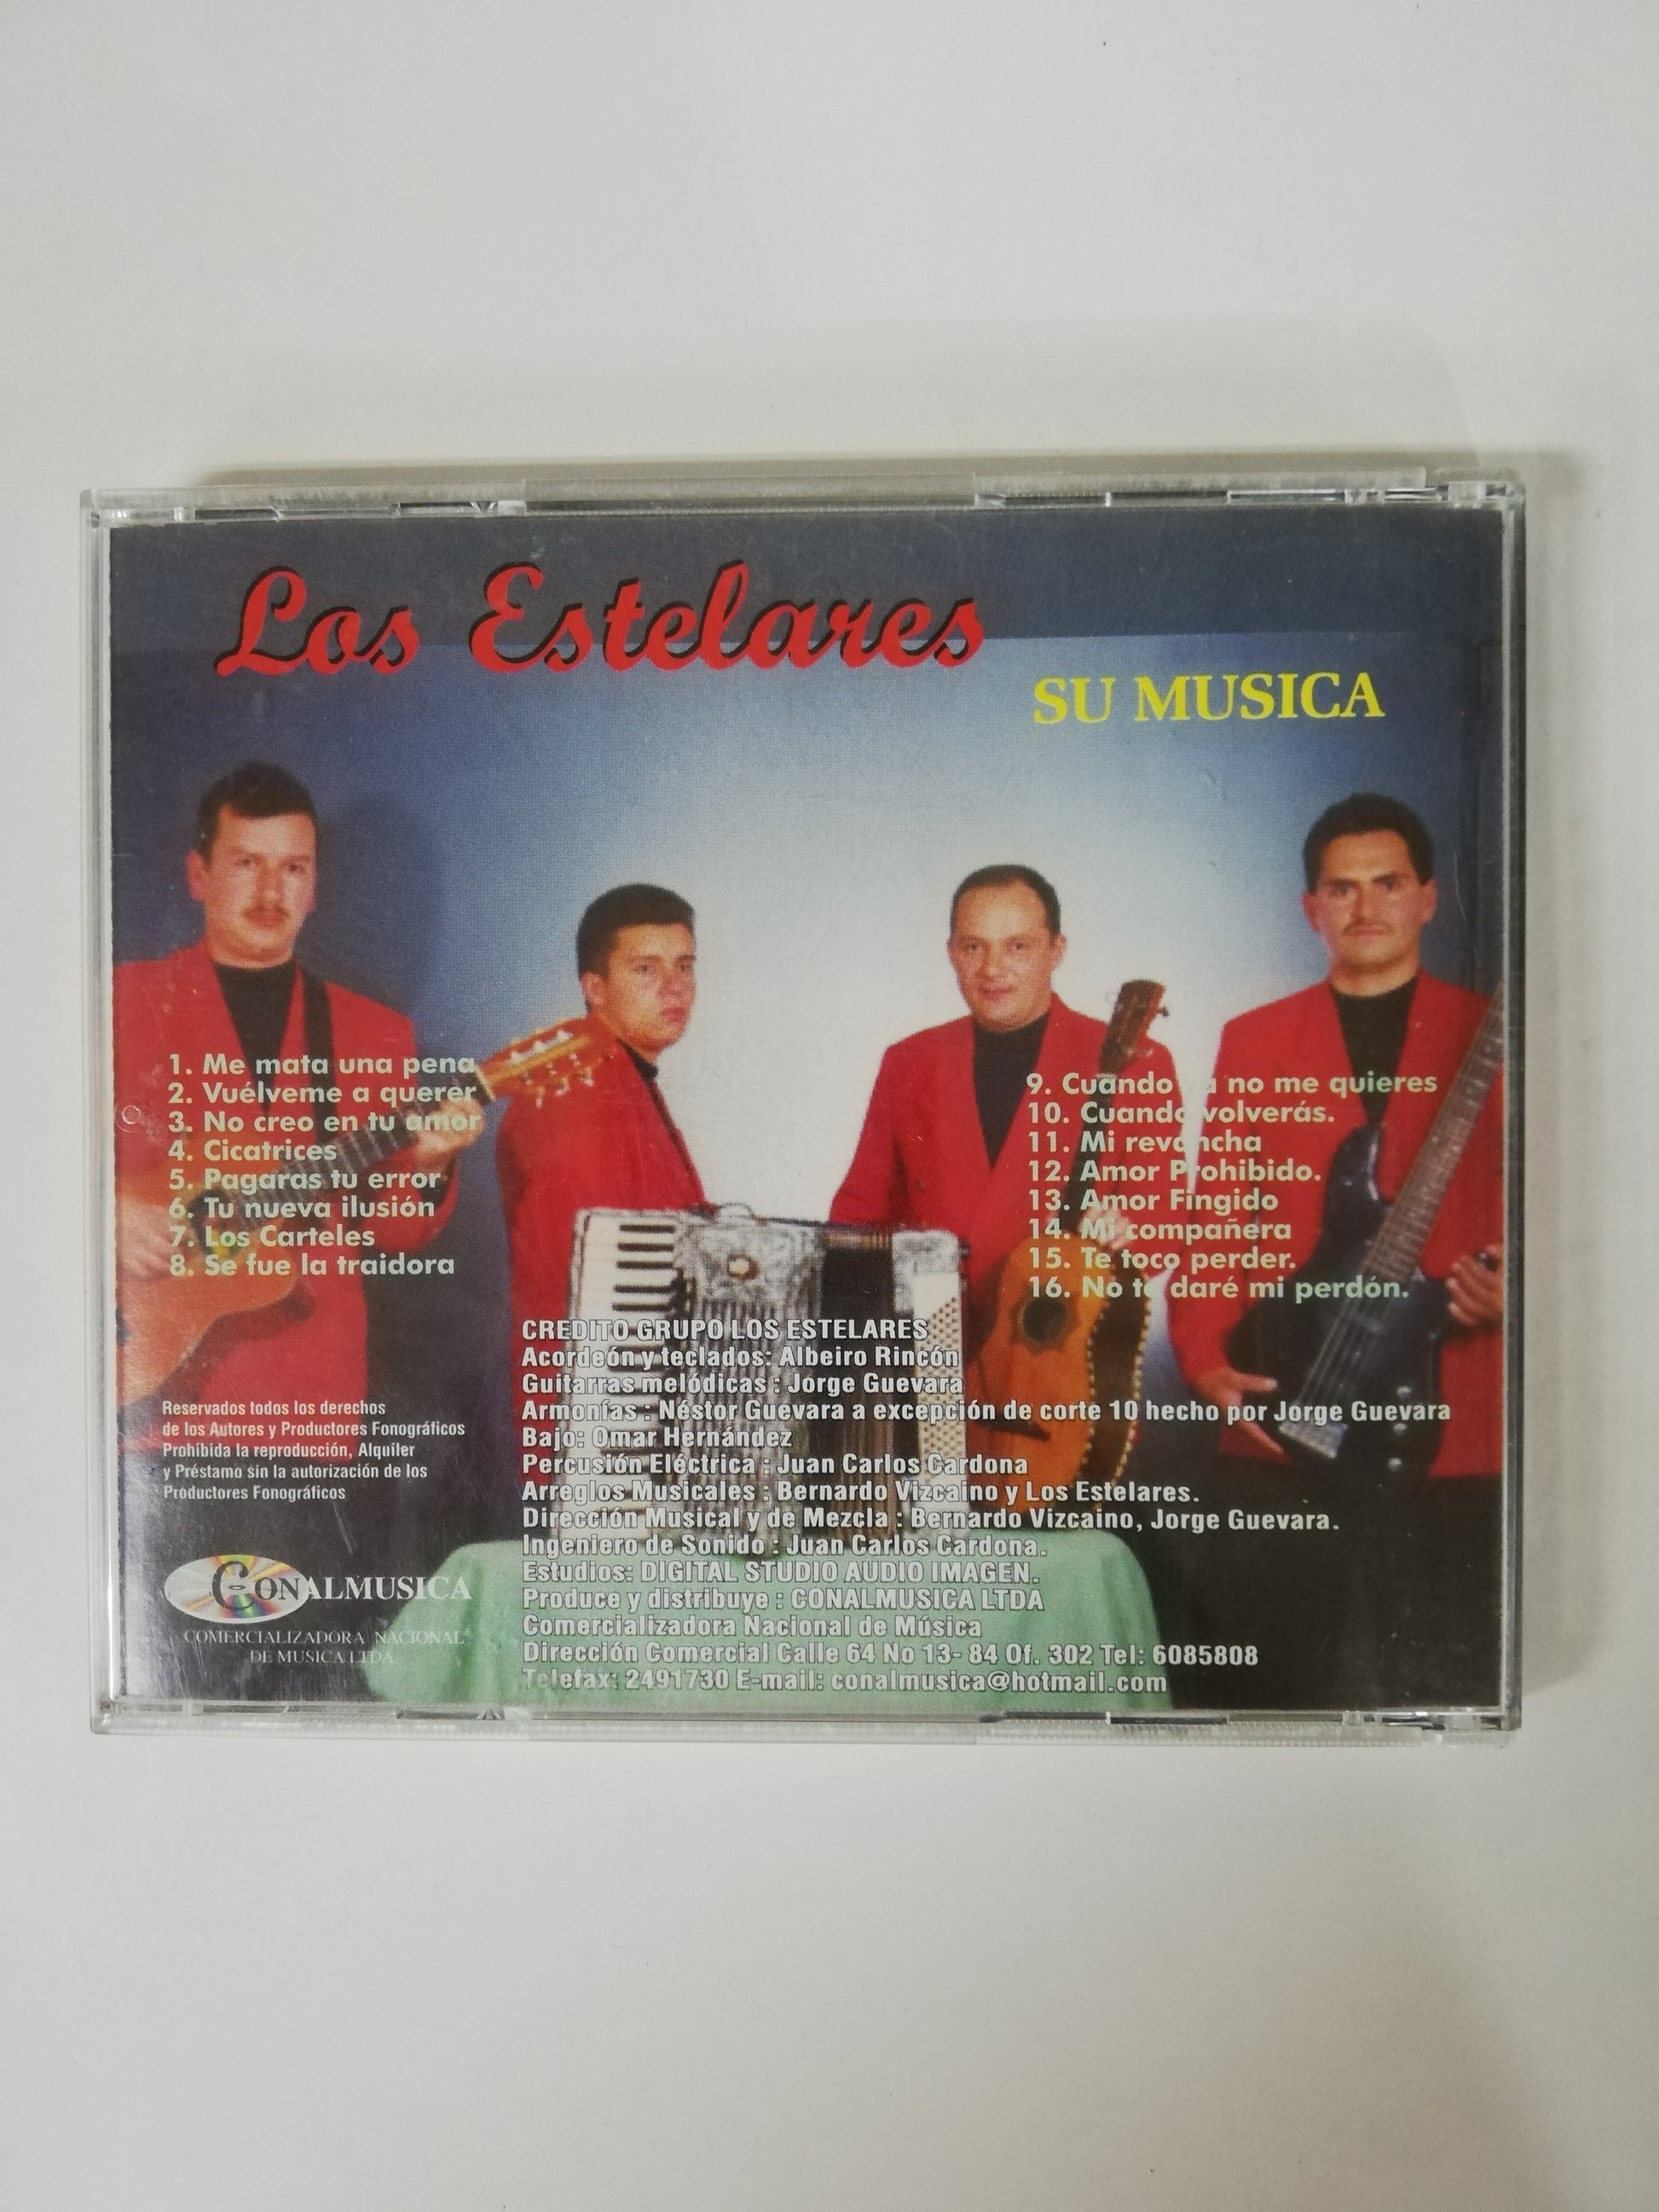 Los Estelares
SU MUSICA
1. Me mata una pena
2. Vuélveme a querer
3. No creo en tu amor
4. Cicatrices
5. Pagaras tu error
6. Tu nueva ilusión
7. Los Carteles
8. Se fue la traidora
9. Cuando ya no me quieres
10. Cuando volverás.
11. Mi revancha
12. Amor Prohibido.
13. Amor Fingido
14. Mi compañera
15. Te toco perder.
16. No te daré mi perdón.
CREDITO GRUPO LOS ESTELARES
Acordeón y teclados: Albeiro Rincón
Guitarras melódicas : Jorge Guevara
Armonías : Néstor Guevara a excepción de corte 10 hecho por Jorge Guevara
Bajo: Omar Hernández
Percusión Eléctrica : Juan Carlos Cardona
Arreglos Musicales : Bernardo Vizcaino y Los Estelares.
Dirección Musical y de Mezcla : Bernardo Vizcaino, Jorge Guevara.
Ingeniero de Sonido : Juan Carlos Cardona.
Estudios: DIGITAL STUDIO AUDIO IMAGEN.
Produce y distribuye : CONALMUSICA LTDA
Comercializadora Nacional de Música
Dirección Comercial Calle 64 No 13- 84 Of. 302 Tel: 6085808
Telefax: 2491730 E-mail: conalmusica@hotmail.com
Reservados todos los derechos
de los Autores y Productores Fonográficos
Prohibida la reproducción, Alquiler
y Préstamo sin la autorización de los
Productores Fonográficos
CONALMUSICA
COMERCIALIZADORA NACIONAL
DE MUSICA LTDA.